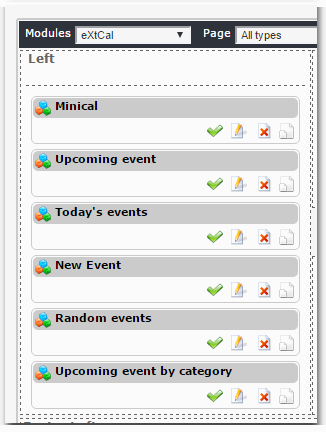 Modules eXtCal Page All types
Left
Minical
Upcoming event
Today's events
New Event
Random events
Upcoming event by category